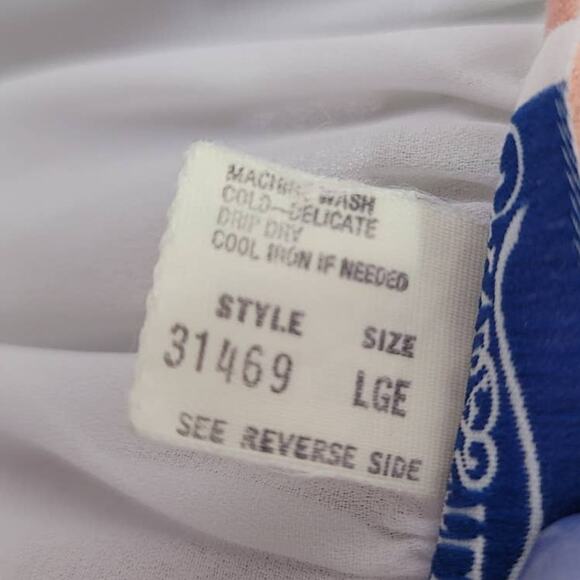 MACHINE WASH
COLD—DELICATE
DRIP DRY
COOL IRON IF NEEDED
STYLE SIZE
31469 LGE
SEE REVERSE SIDE